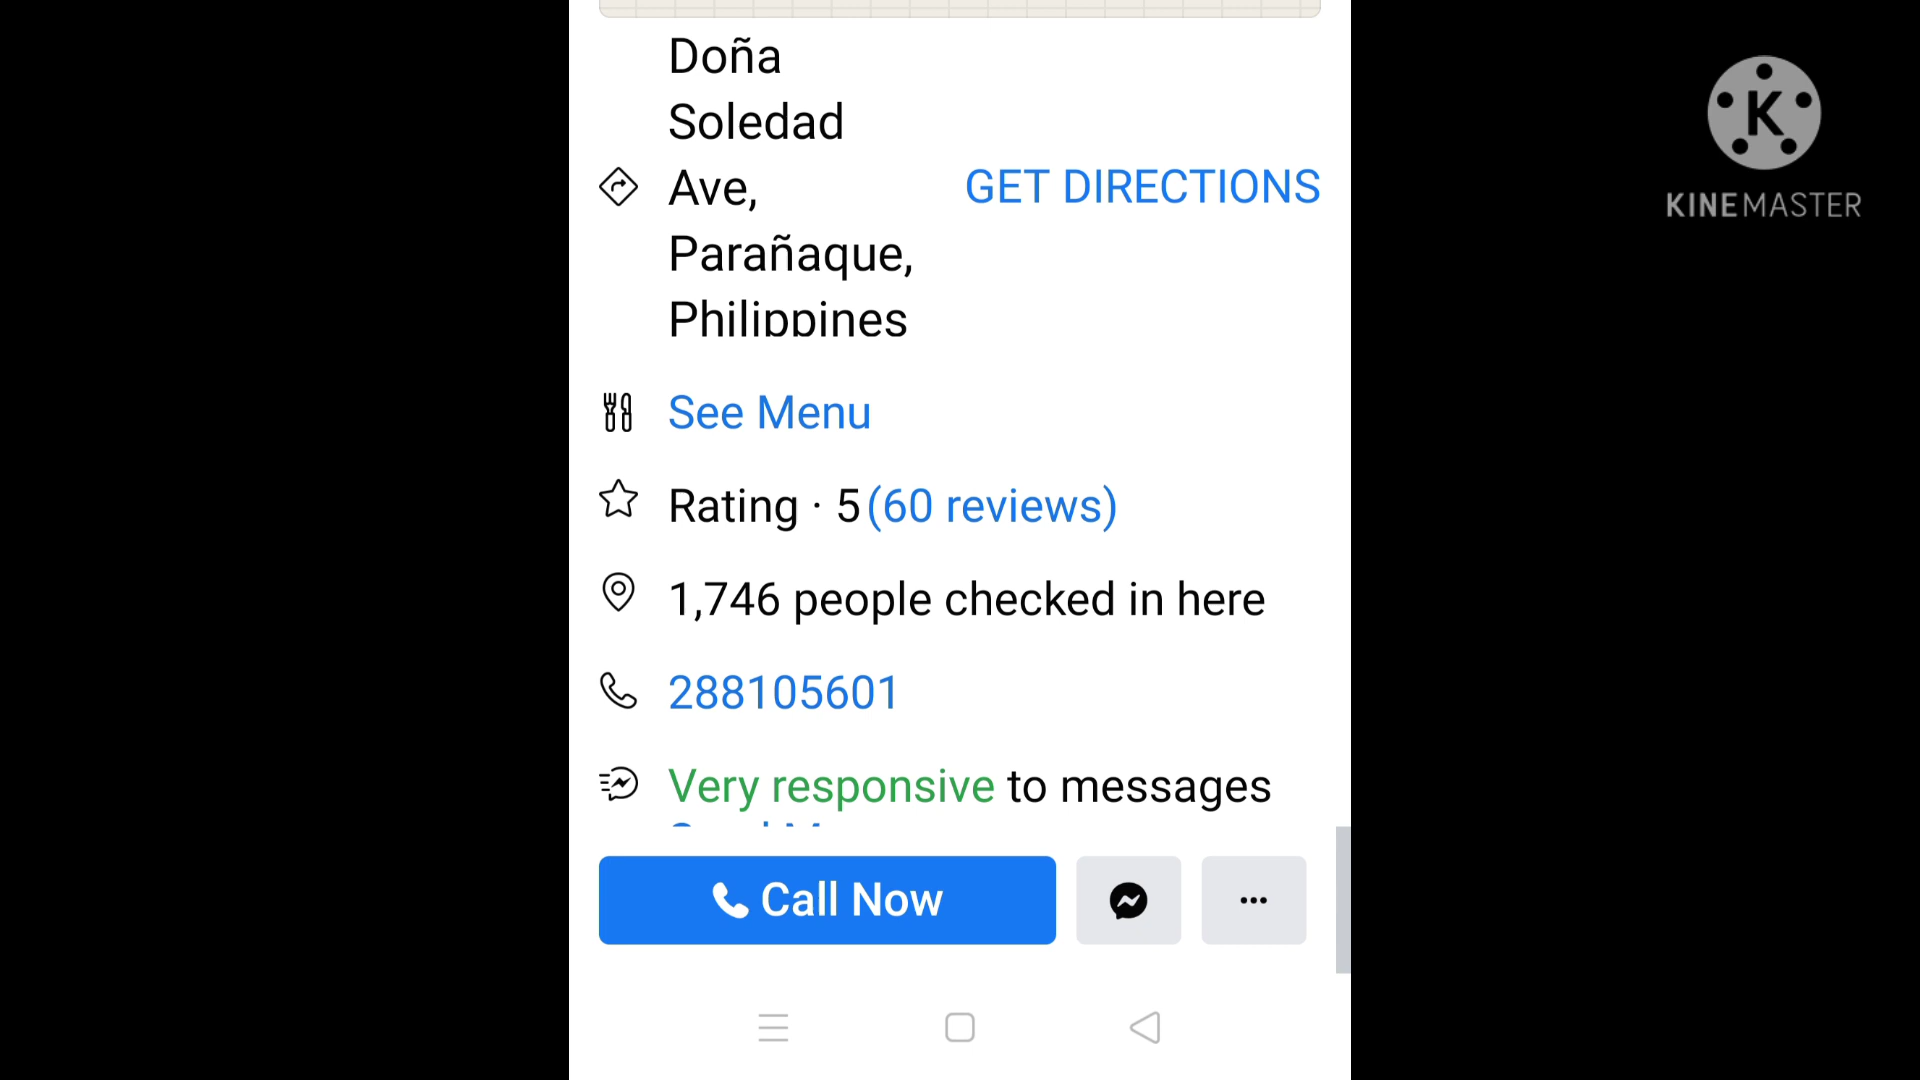 Doña
Soledad
Ave,
GET DIRECTIONS
Parañaque,
Philippines
See Menu
Rating · 5 (60 reviews)
1,746 people checked in here
288105601
Very responsive to messages
Call Now
K
KINEMASTER